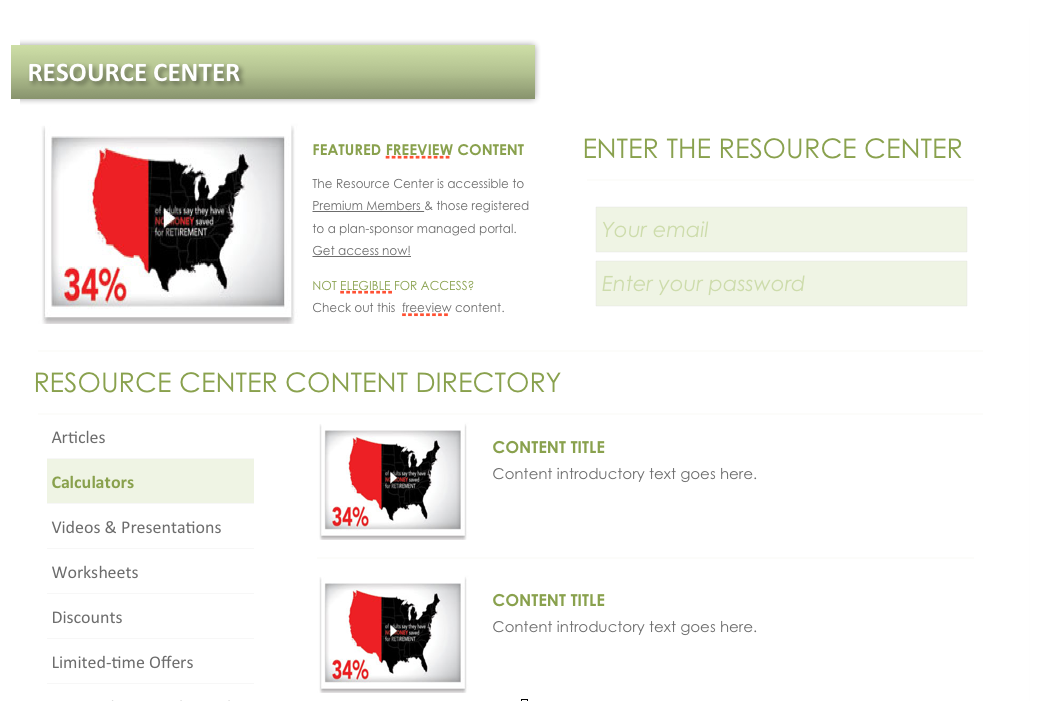 RESOURCE CENTER
of adults say they have
NO MONEY saved
for RETIREMENT
34%
FEATURED FREEVIEW CONTENT
The Resource Center is accessible to
Premium Members & those registered
to a plan-sponsor managed portal.
Get access now!
NOT ELEGIBLE FOR ACCESS?
Check out this freeview content.
ENTER THE RESOURCE CENTER
Your email
Enter your password
RESOURCE CENTER CONTENT DIRECTORY
Articles
Calculators
Videos & Presentations
Worksheets
Discounts
Limited-time Offers
of adults say they have
NO MONEY saved
for RETIREMENT
34%
CONTENT TITLE
Content introductory text goes here.
of adults say they have
NO MONEY saved
for RETIREMENT
34%
CONTENT TITLE
Content introductory text goes here.